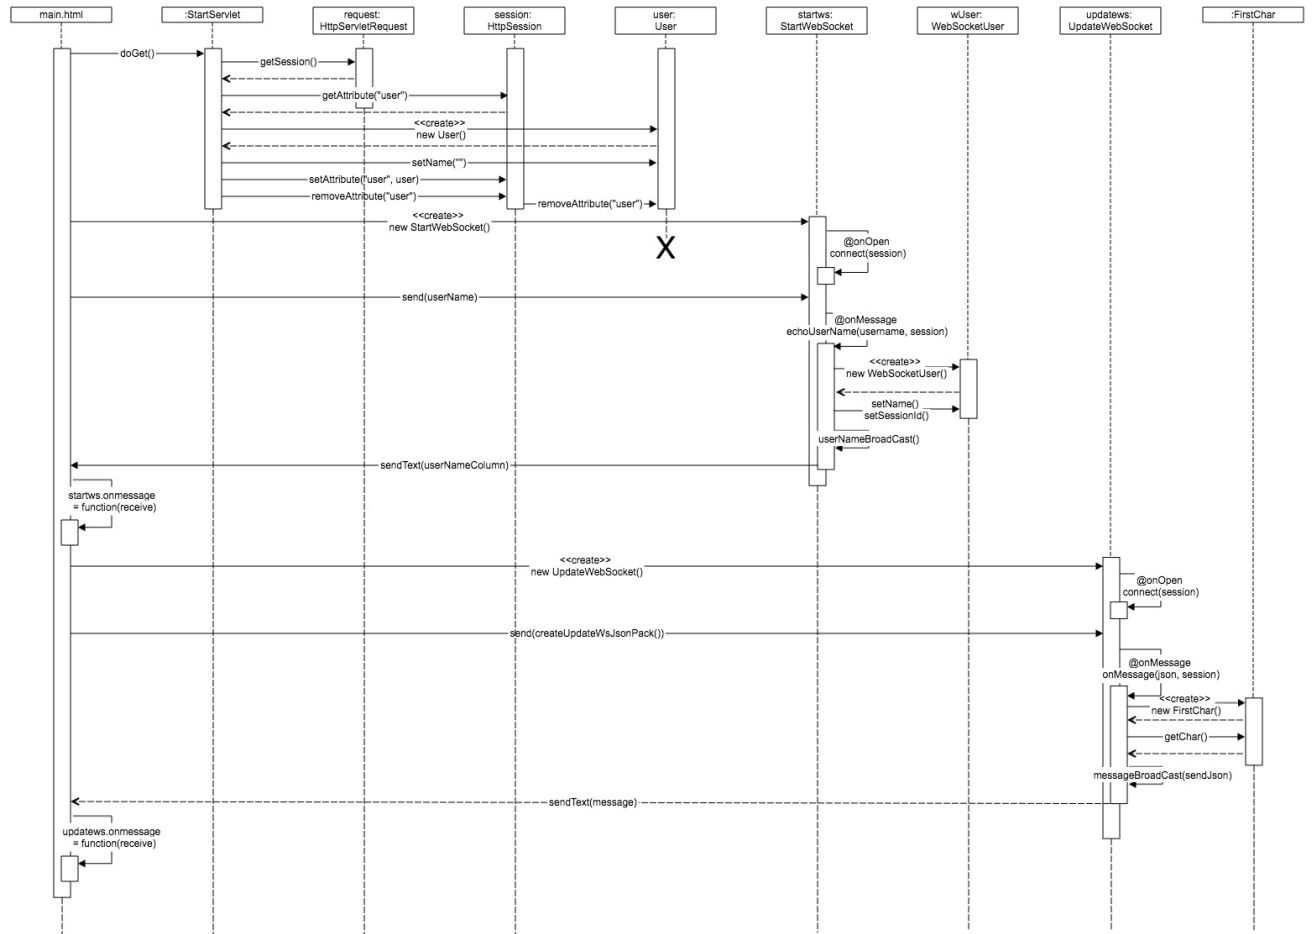 main.html
:StartServlet
request:
HttpServletRequest
session:
HttpSession
user:
User
startws:
StartWebSocket
wUser:
WebSocketUser
updatews:
UpdateWebSocket
:FirstChar
doGet()
getSession()
getAttribute("user")
<<create>>
new User()
setName("")
setAttribute("user", user)
removeAttribute("user")
removeAttribute("user")
<<create>>
new StartWebSocket()
X
@onOpen
connect(session)
send(userName)
@onMessage
echoUserName(username, session)
<<create>>
new WebSocketUser()
setName()
setSessionId()
userNameBroadCast()
sendText(userNameColumn)
startws.onmessage
= function(receive)
<<create>>
new UpdateWebSocket()
@onOpen
connect(session)
send(createUpdateWsJsonPack())
@onMessage
onMessage(json, session)
<<create>>
new FirstChar()
getChar()
messageBroadCast(sendJson)
sendText(message)
updatews.onmessage
= function(receive)